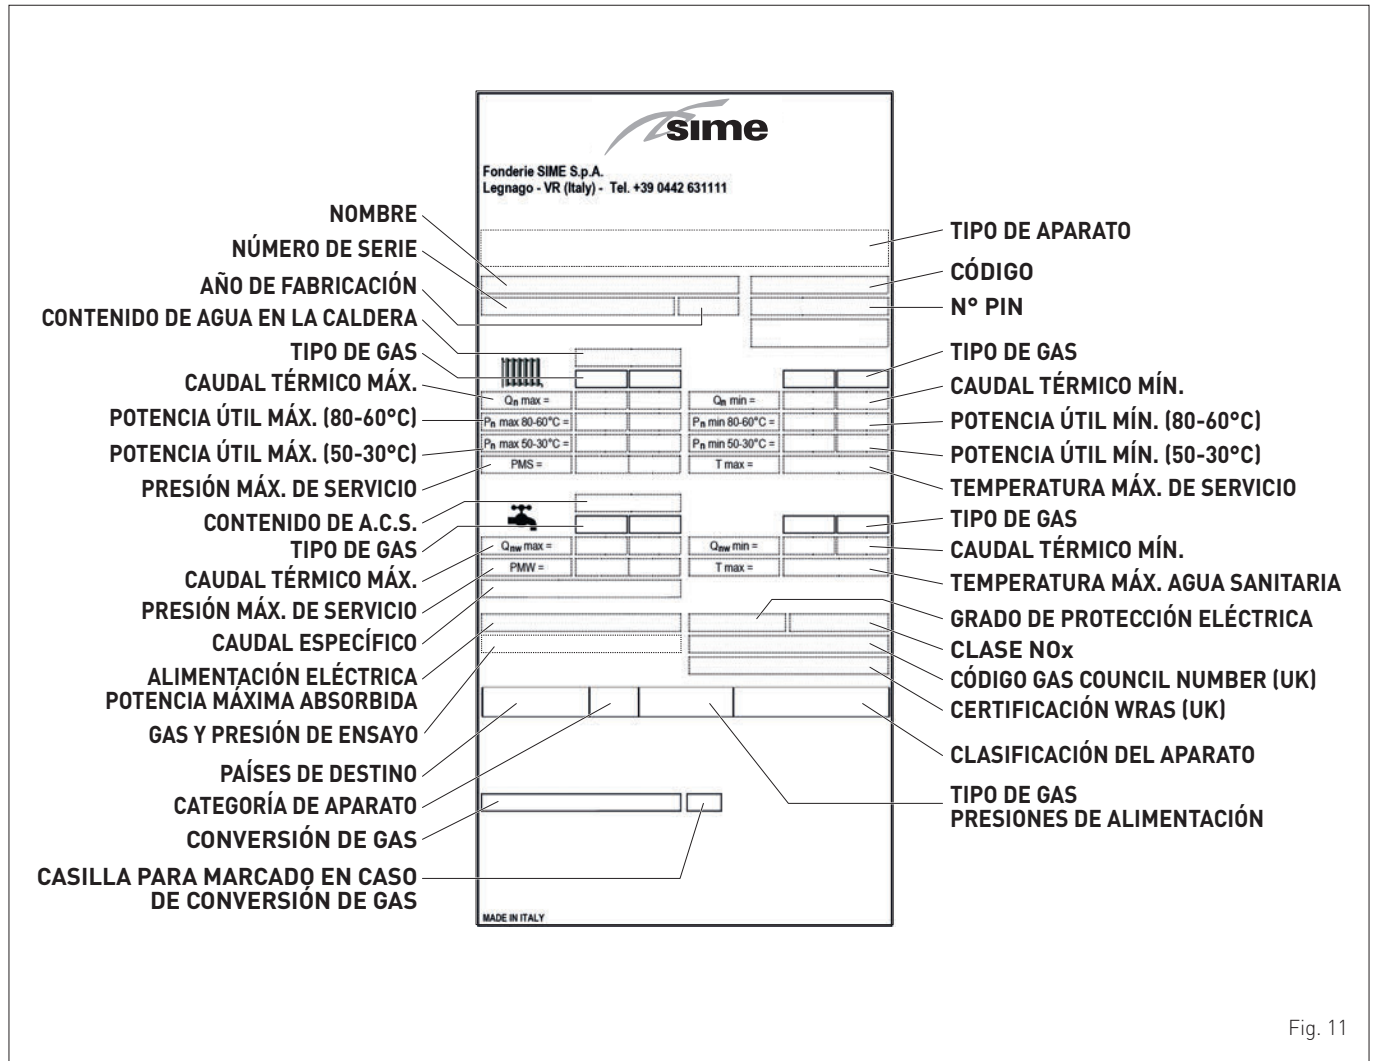 sime
Fonderie SIME S.p.A.
Legnago - VR (Italy) - Tel. +39 0442 631111
NOMBRE
NÚMERO DE SERIE
AÑO DE FABRICACIÓN
CONTENIDO DE AGUA EN LA CALDERA
TIPO DE GAS
CAUDAL TÉRMICO MÁX.
POTENCIA ÚTIL MÁX. (80-60°C)
POTENCIA ÚTIL MÁX. (50-30°C)
PRESIÓN MÁX. DE SERVICIO
CONTENIDO DE A.C.S.
TIPO DE GAS
CAUDAL TÉRMICO MÁX.
PRESIÓN MÁX. DE SERVICIO
CAUDAL ESPECÍFICO
ALIMENTACIÓN ELÉCTRICA
POTENCIA MÁXIMA ABSORBIDA
GAS Y PRESIÓN DE ENSAYO
PAÍSES DE DESTINO
CATEGORÍA DE APARATO
CONVERSIÓN DE GAS
CASILLA PARA MARCADO EN CASO
DE CONVERSIÓN DE GAS
Qn max =
Pn max 80-60°C =
Pn max 50-30°C =
PMS =
Qn min =
Pn min 80-60°C =
Pn min 50-30°C =
T max =
Qnw max =
PMW =
Qnw min =
T max =
MADE IN ITALY
TIPO DE APARATO
CÓDIGO
N° PIN
TIPO DE GAS
CAUDAL TÉRMICO MÍN.
POTENCIA ÚTIL MÍN. (80-60°C)
POTENCIA ÚTIL MÍN. (50-30°C)
TEMPERATURA MÁX. DE SERVICIO
TIPO DE GAS
CAUDAL TÉRMICO MÍN.
TEMPERATURA MÁX. AGUA SANITARIA
GRADO DE PROTECCIÓN ELÉCTRICA
CLASE NOx
CÓDIGO GAS COUNCIL NUMBER (UK)
CERTIFICACIÓN WRAS (UK)
CLASIFICACIÓN DEL APARATO
TIPO DE GAS
PRESIONES DE ALIMENTACIÓN
Fig. 11